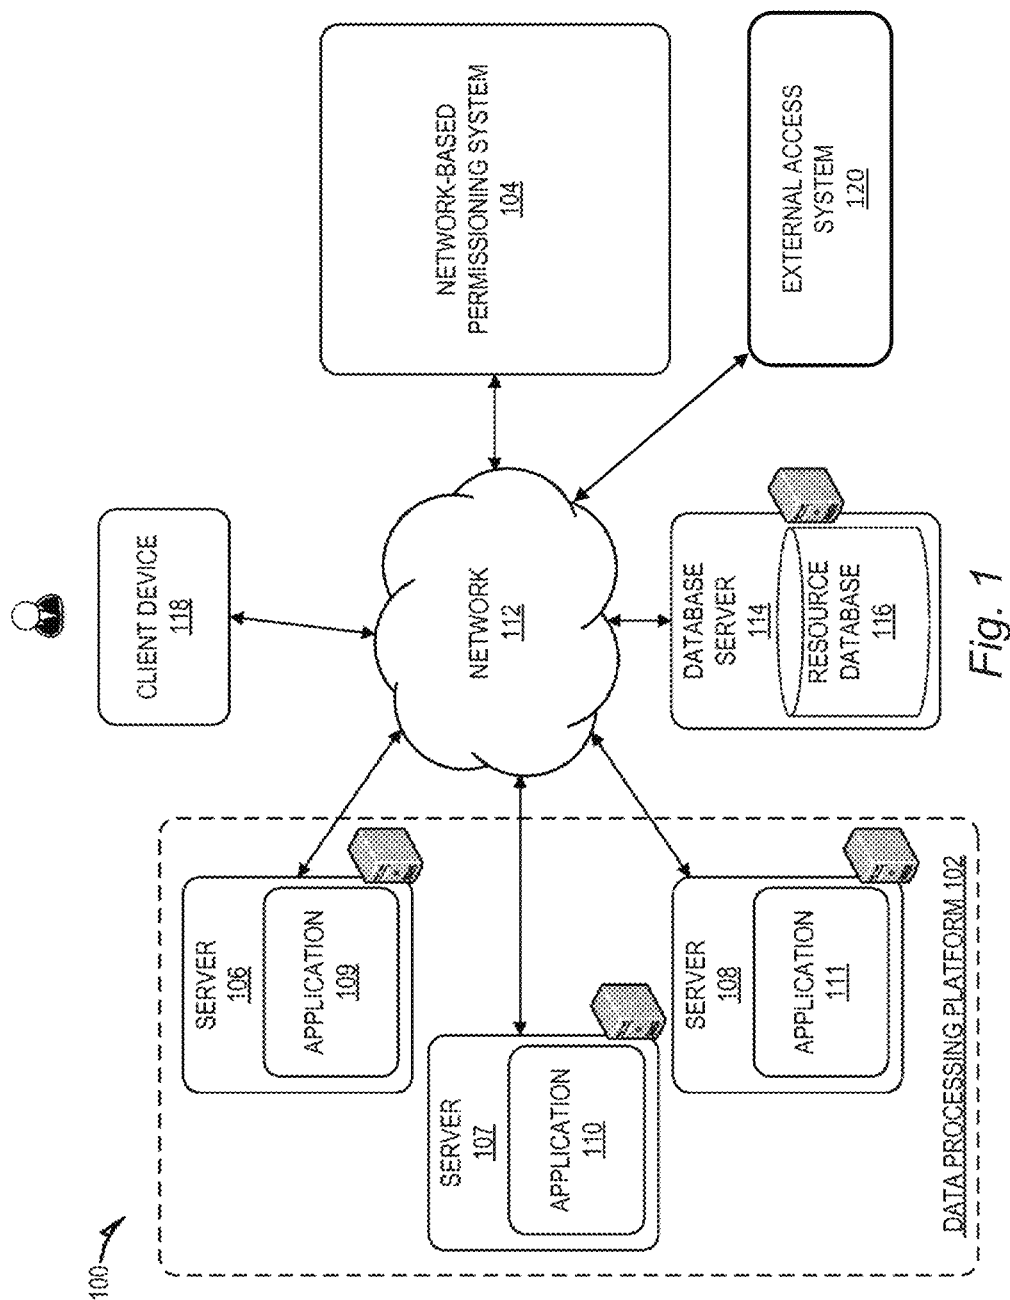 100
DATA PROCESSING PLATFORM 102
SERVER
106
APPLICATION
109
SERVER
107
APPLICATION
110
SERVER
108
APPLICATION
111
CLIENT DEVICE
118
NETWORK
112
DATABASE
SERVER
114
RESOURCE
DATABASE
116
NETWORK-BASED
PERMISSIONING SYSTEM
104
EXTERNAL ACCESS
SYSTEM
120
Fig. 1